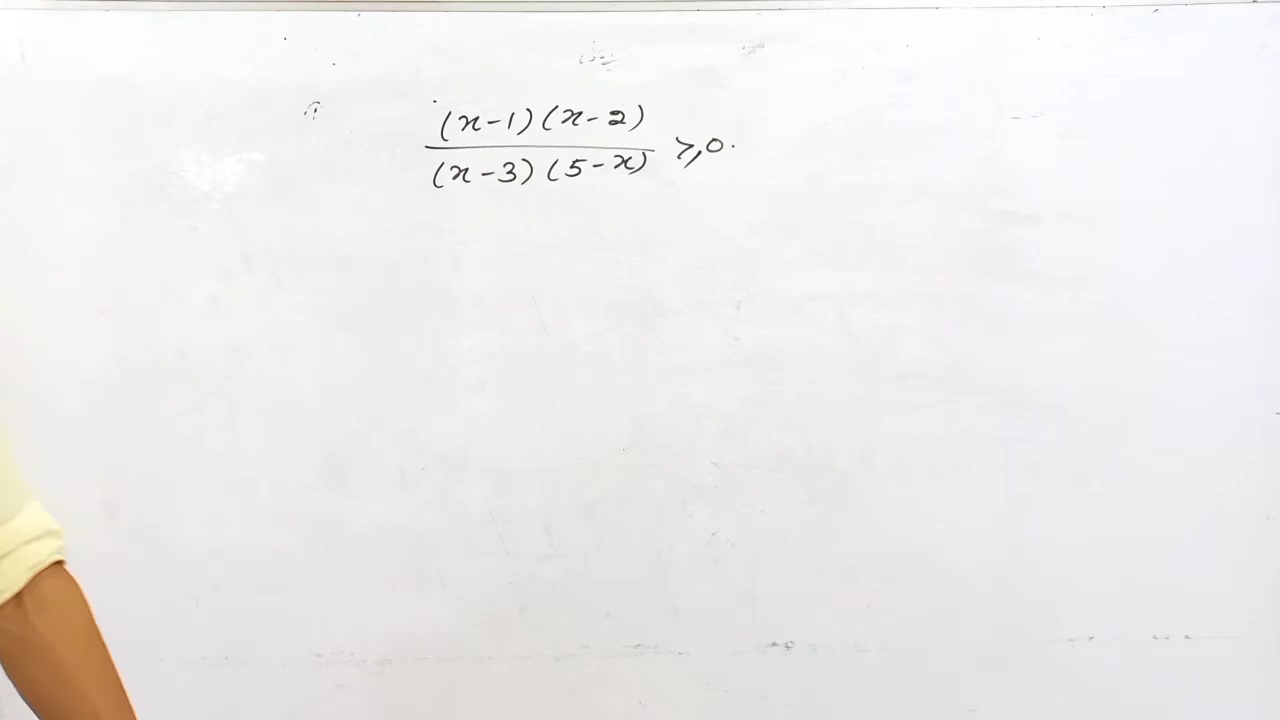 (x-1)(x-2)
(x-3)(5-x) ⩾ 0.